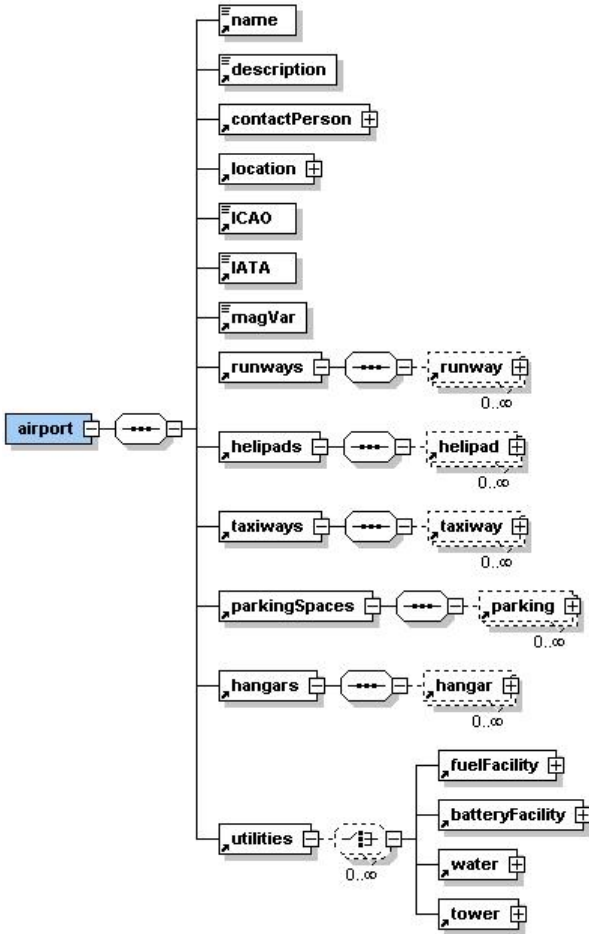 name
description
contactPerson
location
ICAO
IATA
magVar
runways
runway
0..∞
airport
helipads
helipad
0..∞
taxiways
taxiway
0..∞
parkingSpaces
parking
0..∞
hangars
hangar
0..∞
fuelFacility
batteryFacility
utilities
0..∞
water
tower